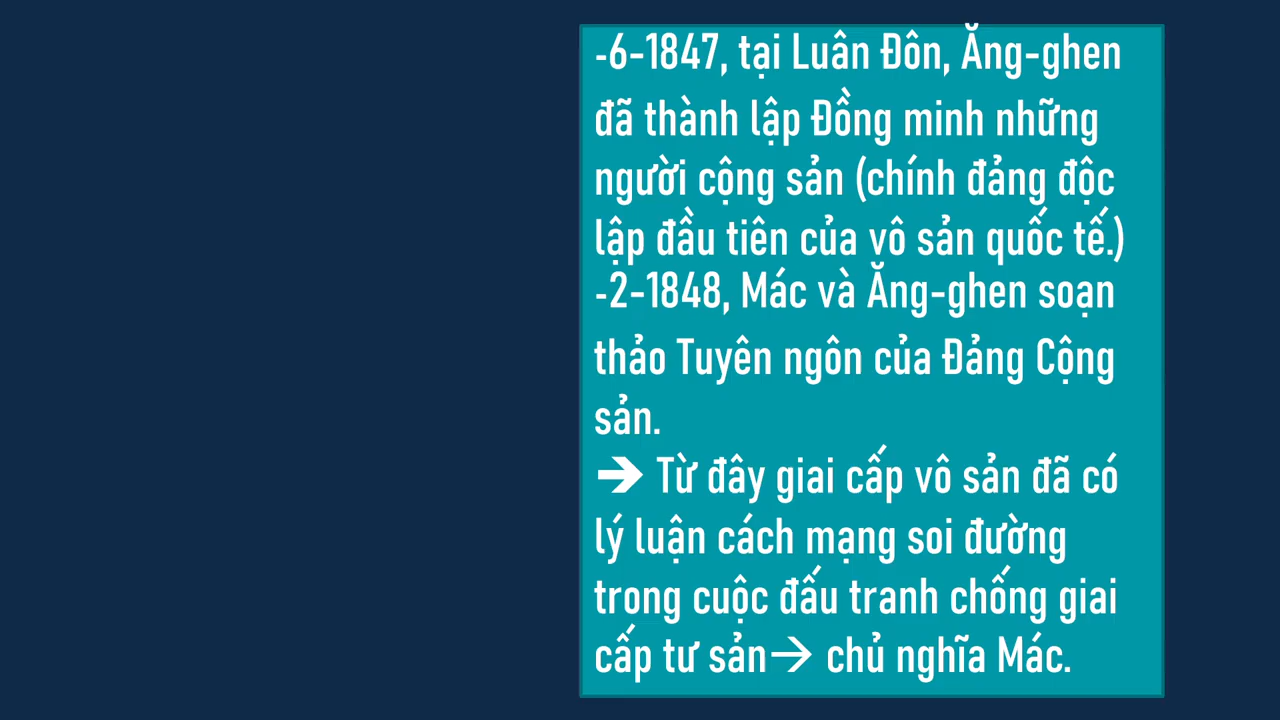 -6-1847, tại Luân Đôn, Ăng-ghen
đã thành lập Đồng minh những
người cộng sản (chính đảng độc
lập đầu tiên của vô sản quốc tế.)
-2-1848, Mác và Ăng-ghen soạn
thảo Tuyên ngôn của Đảng Cộng
sản.
➔ Từ đây giai cấp vô sản đã có
lý luận cách mạng soi đường
trong cuộc đấu tranh chống giai
cấp tư sản→ chủ nghĩa Mác.